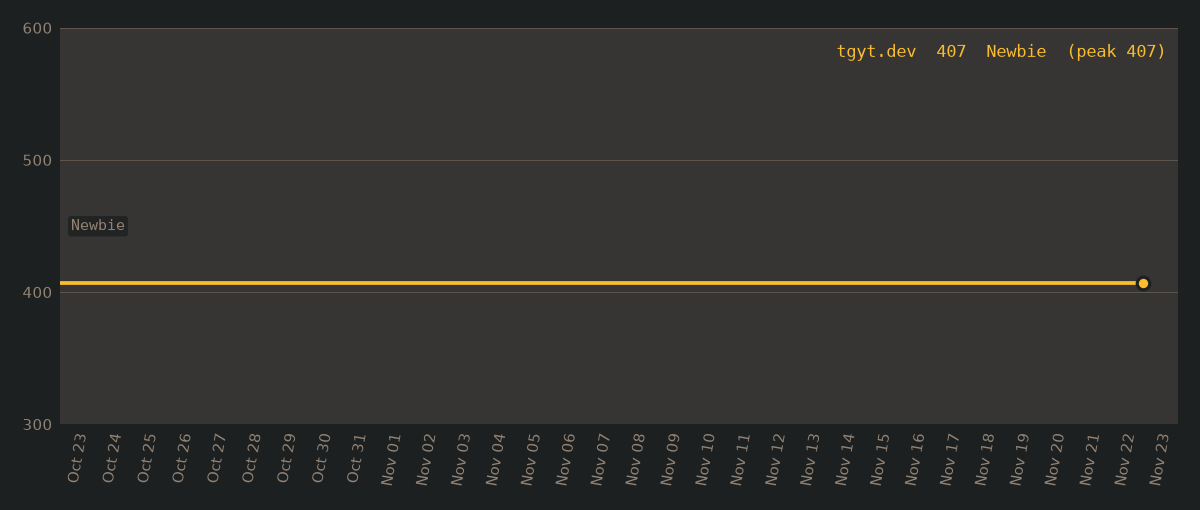 600
tgyt.dev 407 Newbie (peak 407)
500
Newbie
400
300
Oct 23
Oct 24
Oct 25
Oct 26
Oct 27
Oct 28
Oct 29
Oct 30
Oct 31
Nov 01
Nov 02
Nov 03
Nov 04
Nov 05
Nov 06
Nov 07
Nov 08
Nov 09
Nov 10
Nov 11
Nov 12
Nov 13
Nov 14
Nov 15
Nov 16
Nov 17
Nov 18
Nov 19
Nov 20
Nov 21
Nov 22
Nov 23